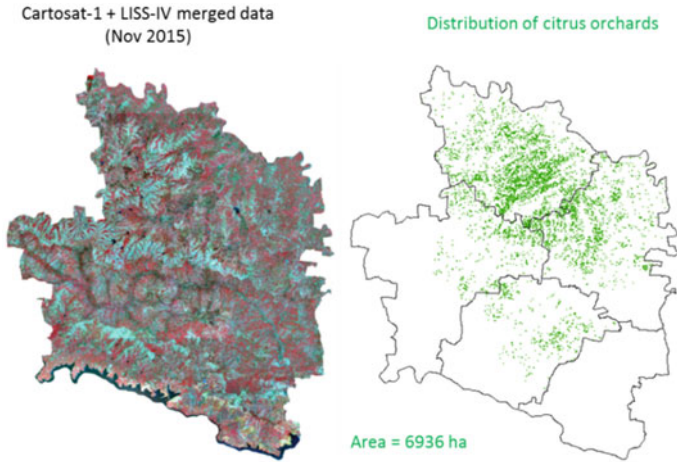 Cartosat-1 + LISS-IV merged data
(Nov 2015)
Distribution of citrus orchards
Area = 6936 ha